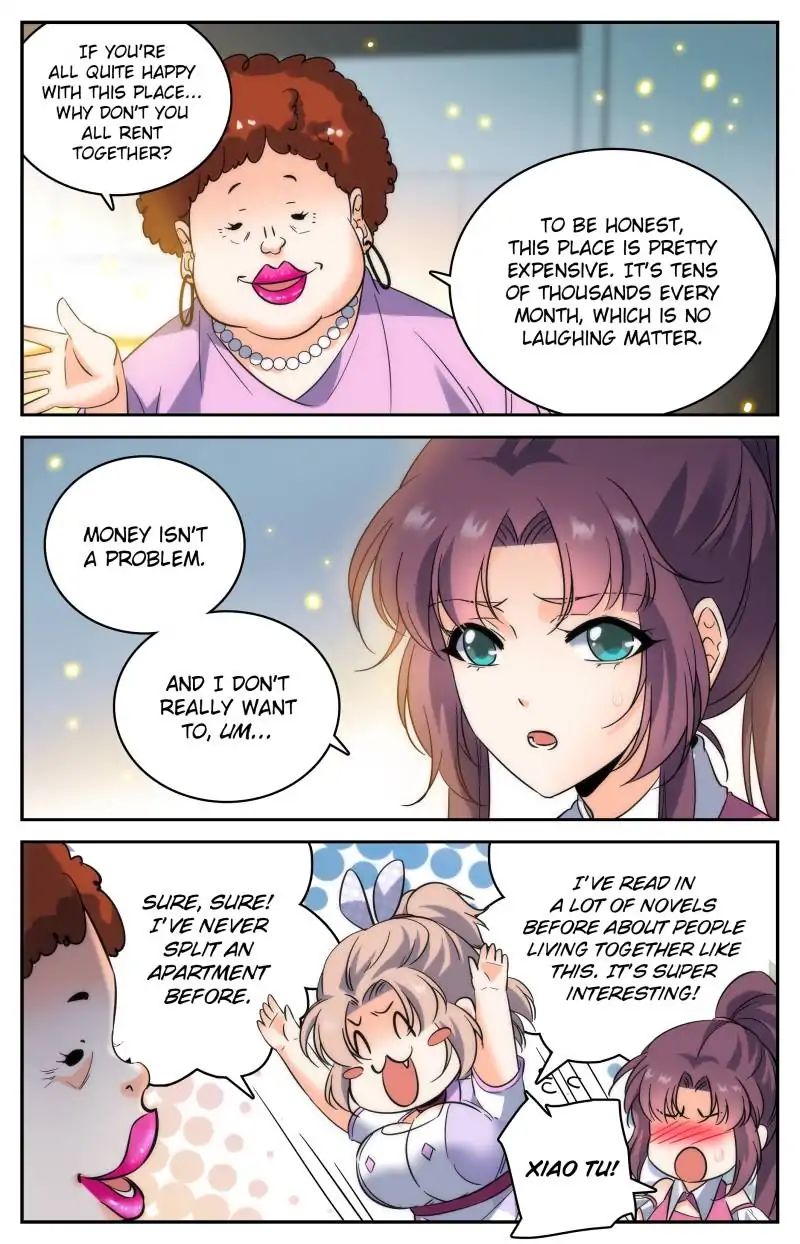 IF YOU'RE
ALL QUITE HAPPY
WITH THIS PLACE...
WHY DON'T YOU
ALL RENT
TOGETHER?
TO BE HONEST,
THIS PLACE IS PRETTY
EXPENSIVE. IT'S TENS
OF THOUSANDS EVERY
MONTH, WHICH IS NO
LAUGHING MATTER.
MONEY ISN'T
A PROBLEM.
AND I DON'T
REALLY WANT
TO, UM...
SURE, SURE!
I'VE NEVER
SPLIT AN
APARTMENT
BEFORE.
I'VE READ IN
A LOT OF NOVELS
BEFORE ABOUT PEOPLE
LIVING TOGETHER LIKE
THIS. IT'S SUPER
INTERESTING!
XIAO TU!